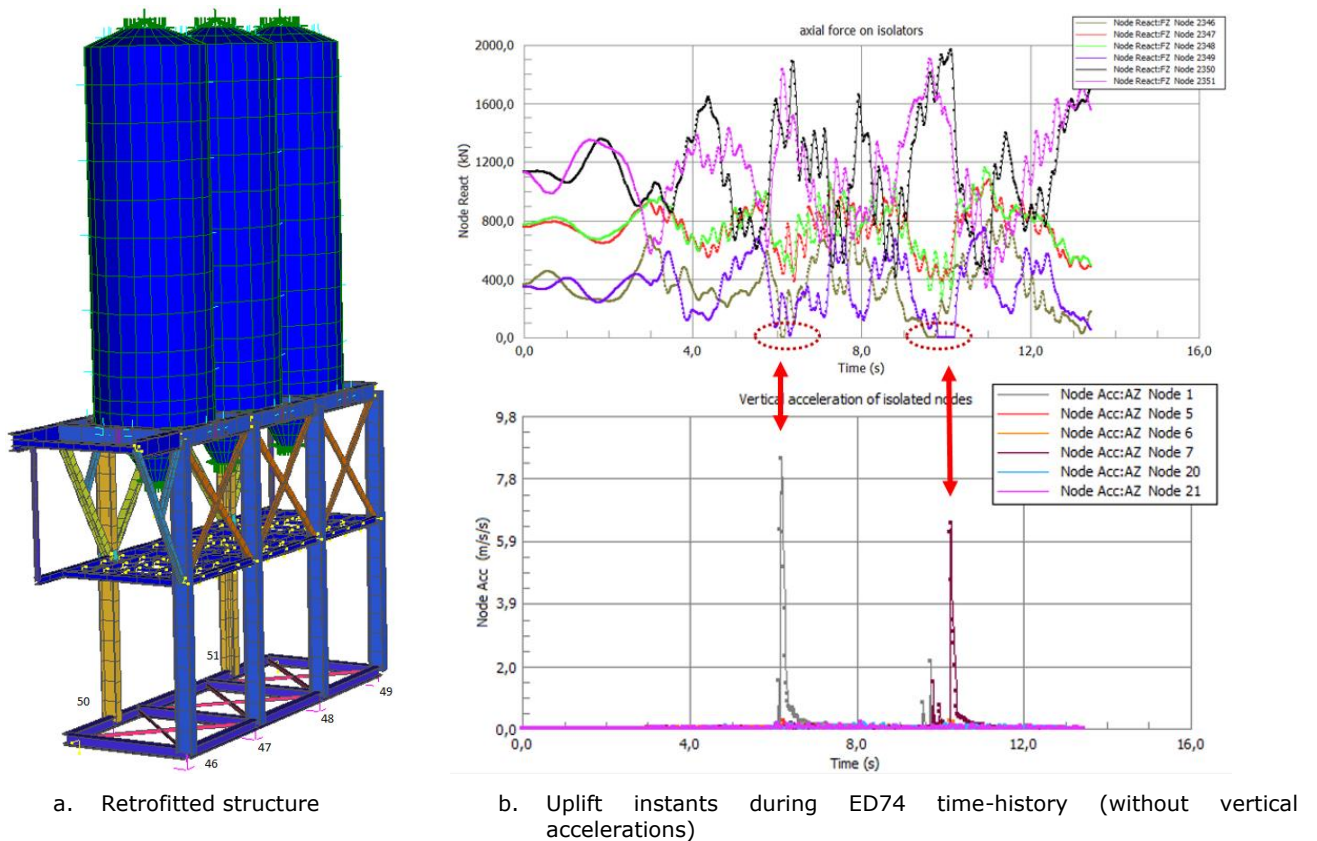 50
51
49
48
47
46
a. Retrofitted structure
axial force on isolators
Node React:FZ Node 2346
Node React:FZ Node 2347
Node React:FZ Node 2348
Node React:FZ Node 2349
Node React:FZ Node 2350
Node React:FZ Node 2351
Node React (kN)
2000,0
1600,0
1200,0
800,0
400,0
0,0
0,0 4,0 8,0 12,0 16,0
Time (s)
Vertical acceleration of isolated nodes
Node Acc:AZ Node 1
Node Acc:AZ Node 5
Node Acc:AZ Node 6
Node Acc:AZ Node 7
Node Acc:AZ Node 20
Node Acc:AZ Node 21
Node Acc (m/s/s)
9,8
7,8
5,9
3,9
2,0
0,0
0,0 4,0 8,0 12,0 16,0
Time (s)
b. Uplift instants during ED74 time-history (without vertical
accelerations)